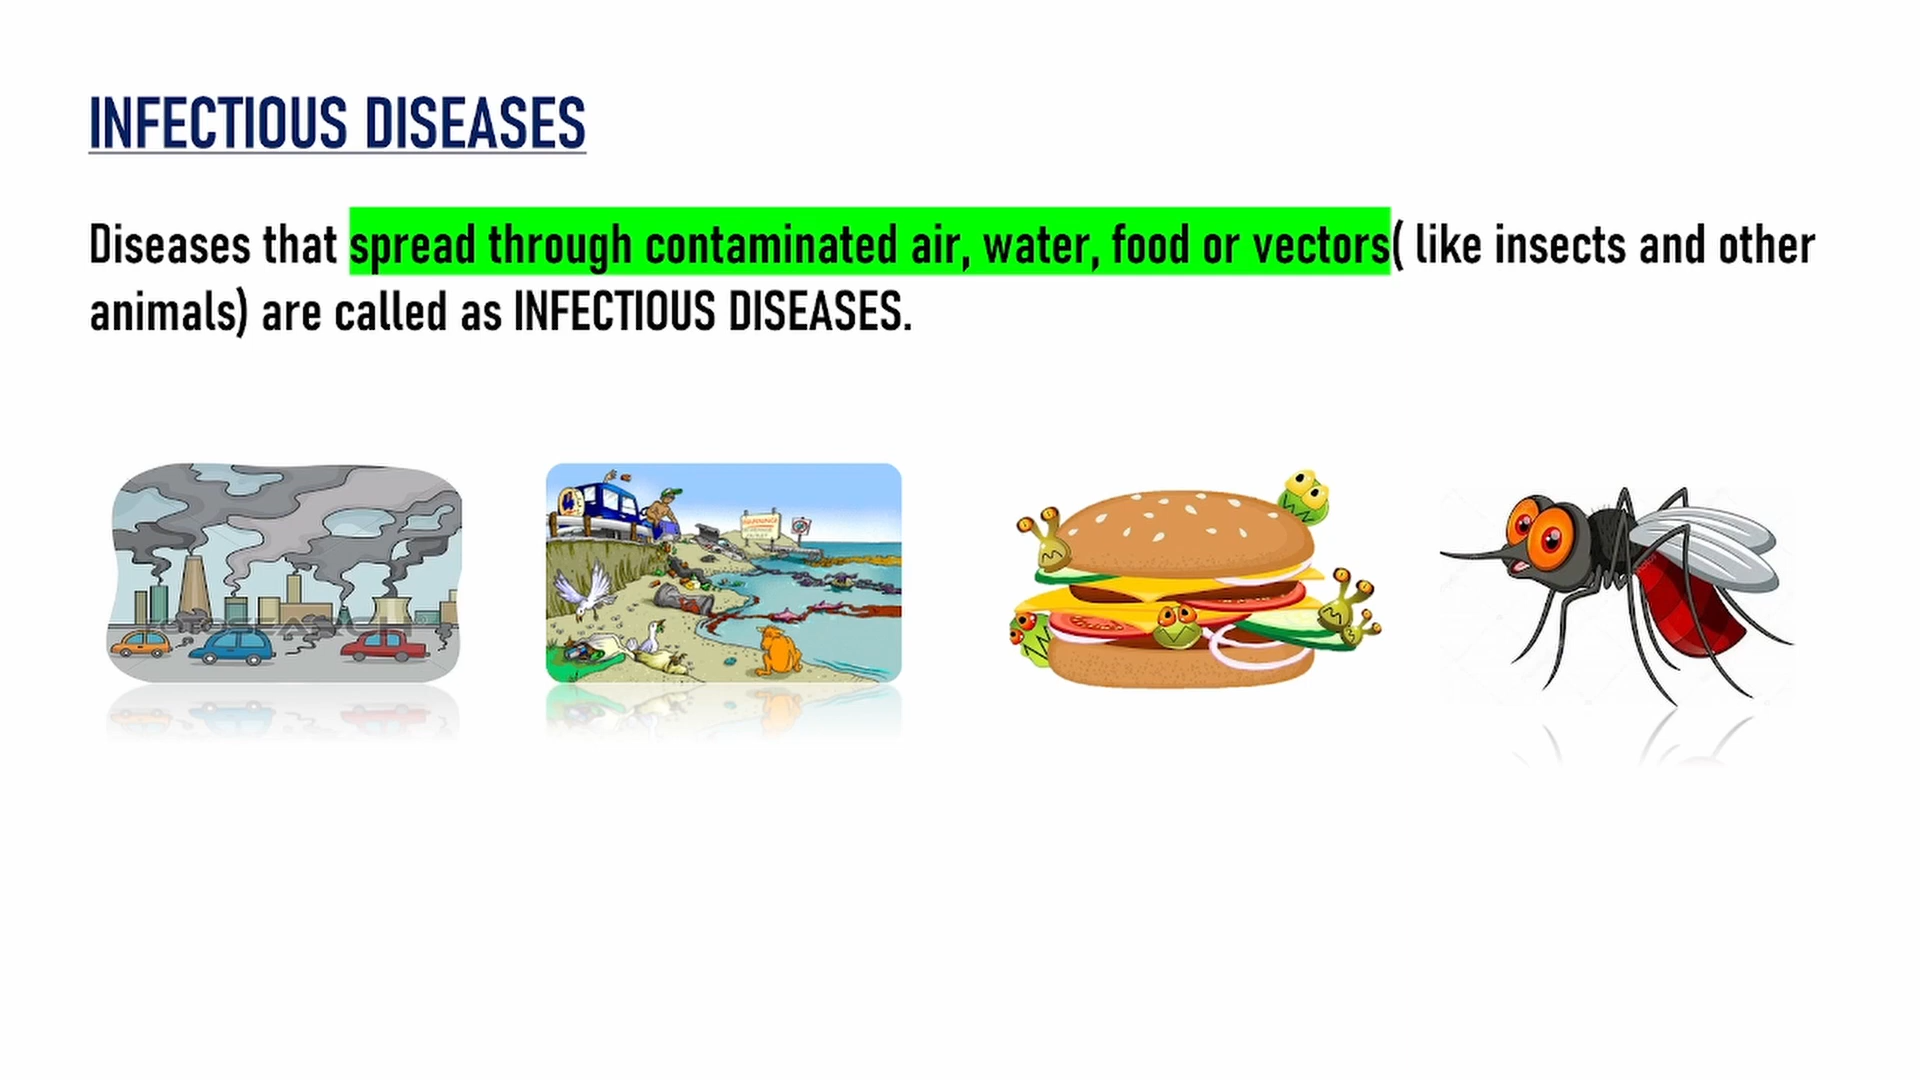 INFECTIOUS DISEASES
Diseases that spread through contaminated air, water, food or vectors( like insects and other
animals) are called as INFECTIOUS DISEASES.